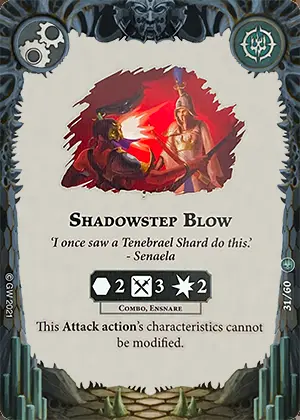 SHADOWSTEP BLOW
'I once saw a Tenebrael Shard do this.'
- Senaela
2 3 2
COMBO, ENSNARE
This Attack action's characteristics cannot
be modified.
© GW 2021
31/60